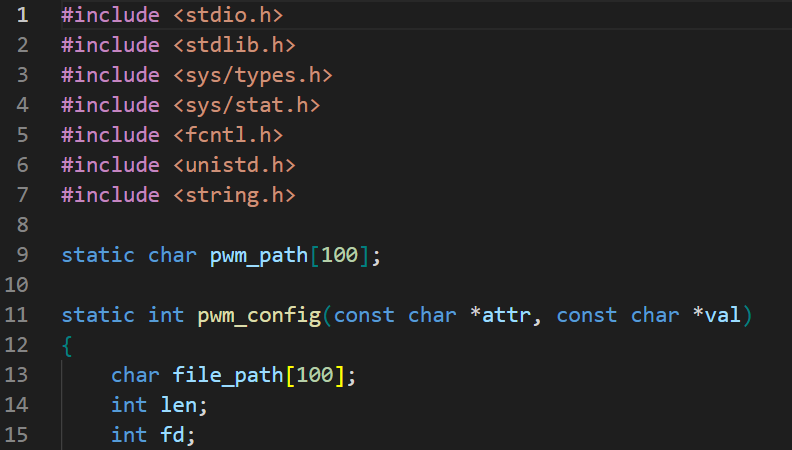 1 #include <stdio.h>
2 #include <stdlib.h>
3 #include <sys/types.h>
4 #include <sys/stat.h>
5 #include <fcntl.h>
6 #include <unistd.h>
7 #include <string.h>
8
9 static char pwm_path[100];
10
11 static int pwm_config(const char *attr, const char *val)
12 {
13     char file_path[100];
14     int len;
15     int fd;